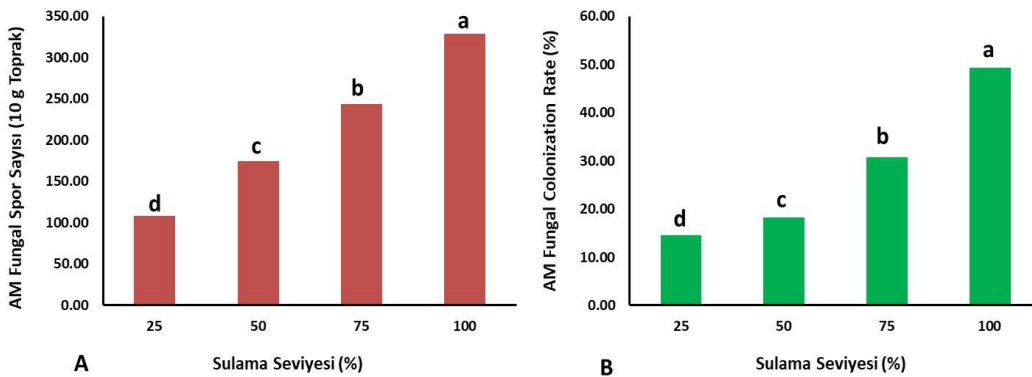 AM Fungal Spor Sayısı (10 g Toprak)
350.00
300.00
250.00
200.00
150.00
100.00
50.00
0.00
d
c
b
a
25
50
75
100
A
Sulama Seviyesi (%)
AM Fungal Colonization Rate (%)
60.00
50.00
40.00
30.00
20.00
10.00
0.00
d
c
b
a
25
50
75
100
B
Sulama Seviyesi (%)